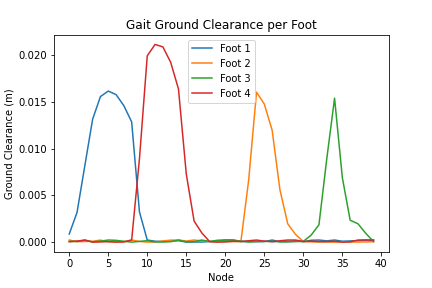 Gait Ground Clearance per Foot
Ground Clearance (m)
0.020
0.015
0.010
0.005
0.000
Foot 1
Foot 2
Foot 3
Foot 4
0 5 10 15 20 25 30 35 40
Node